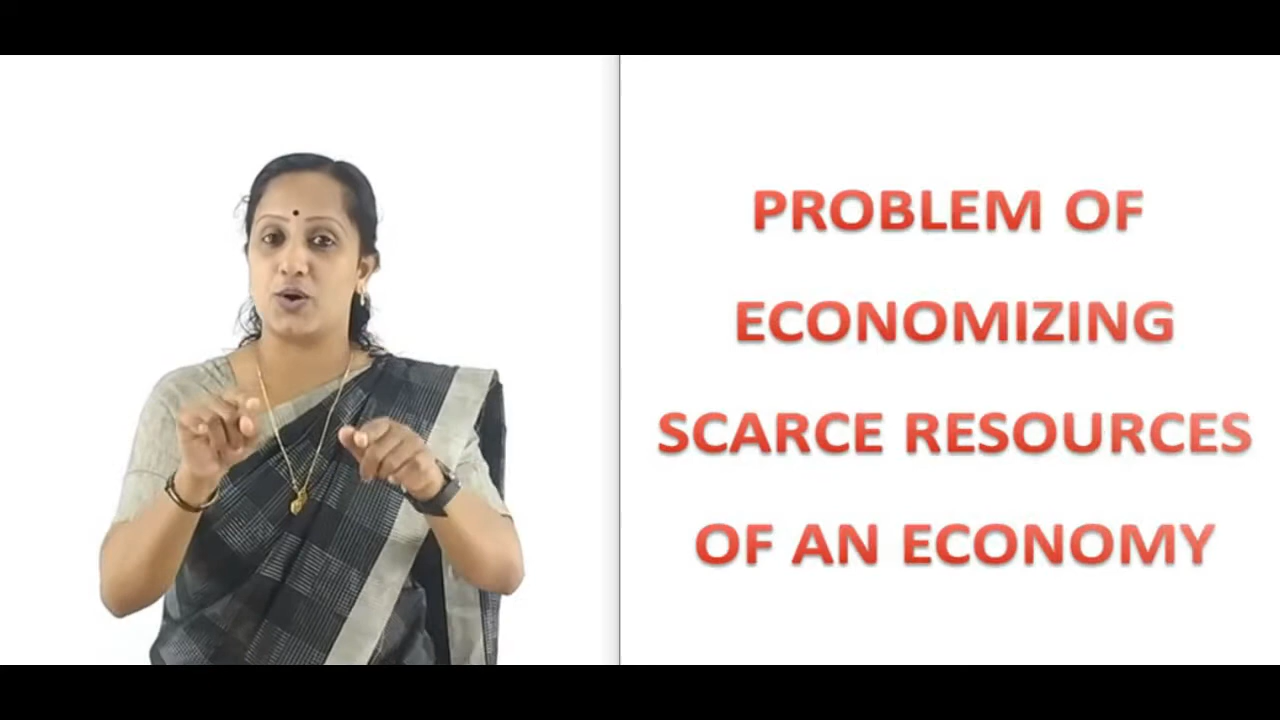 PROBLEM OF
ECONOMIZING
SCARCE RESOURCES
OF AN ECONOMY